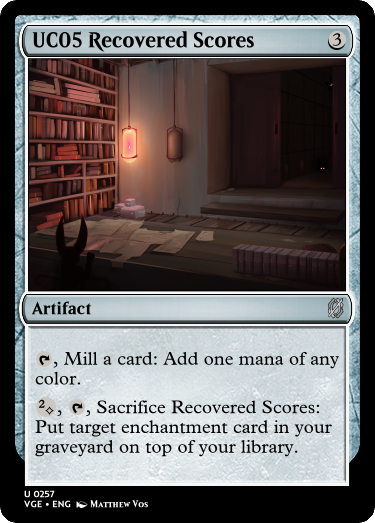 UC05 Recovered Scores 3
Artifact
, Mill a card: Add one mana of any
color.
2, , Sacrifice Recovered Scores:
Put target enchantment card in your
graveyard on top of your library.
U 0257
VGE • ENG Matthew Vos